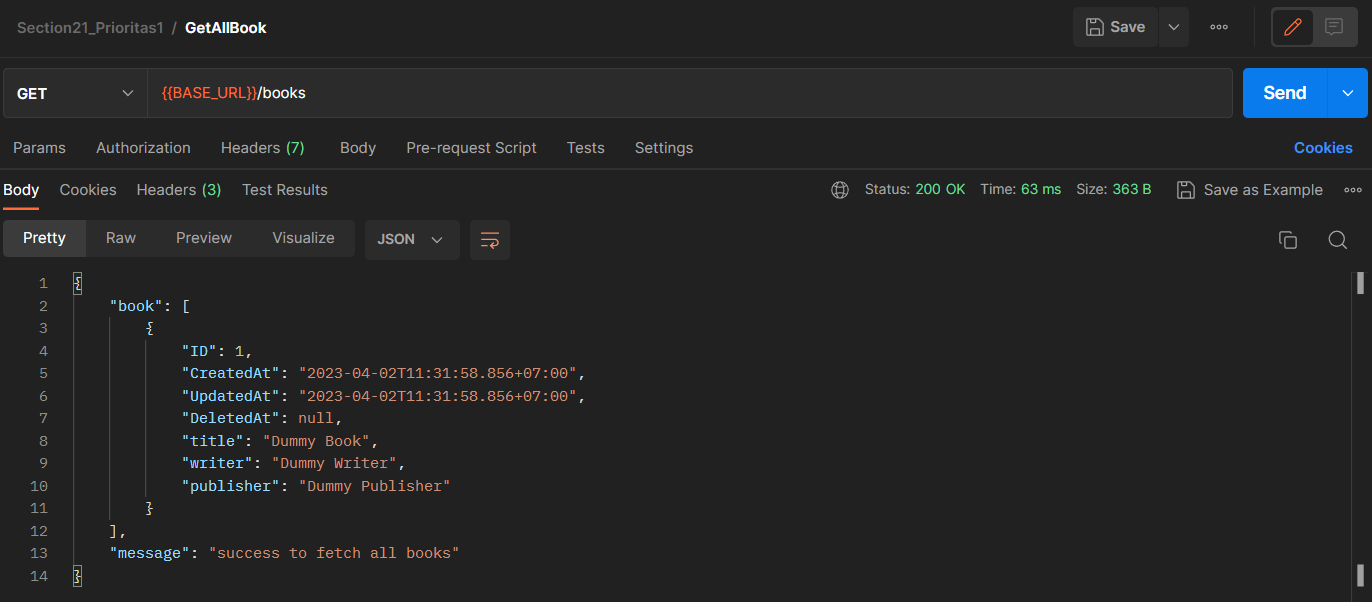 Section21_Prioritas1 / GetAllBook
Save
GET
{{BASE_URL}}/books
Send
Params Authorization Headers (7) Body Pre-request Script Tests Settings Cookies
Body Cookies Headers (3) Test Results Status: 200 OK Time: 63 ms Size: 363 B Save as Example
Pretty Raw Preview Visualize JSON
1 {
2 "book": [
3 {
4 "ID": 1,
5 "CreatedAt": "2023-04-02T11:31:58.856+07:00",
6 "UpdatedAt": "2023-04-02T11:31:58.856+07:00",
7 "DeletedAt": null,
8 "title": "Dummy Book",
9 "writer": "Dummy Writer",
10 "publisher": "Dummy Publisher"
11 }
12 ],
13 "message": "success to fetch all books"
14 }